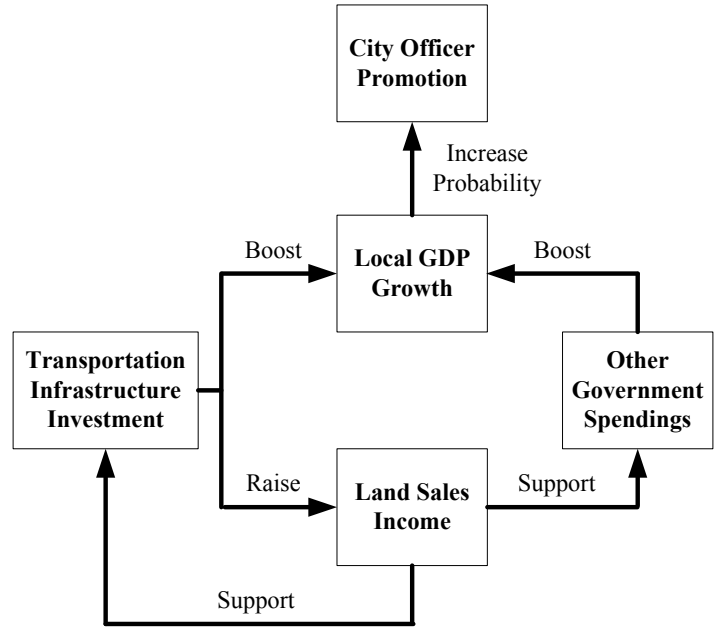 City Officer
Promotion
Increase
Probability
Boost
Local GDP
Growth
Boost
Transportation
Infrastructure
Investment
Other
Government
Spendings
Raise
Land Sales
Income
Support
Support